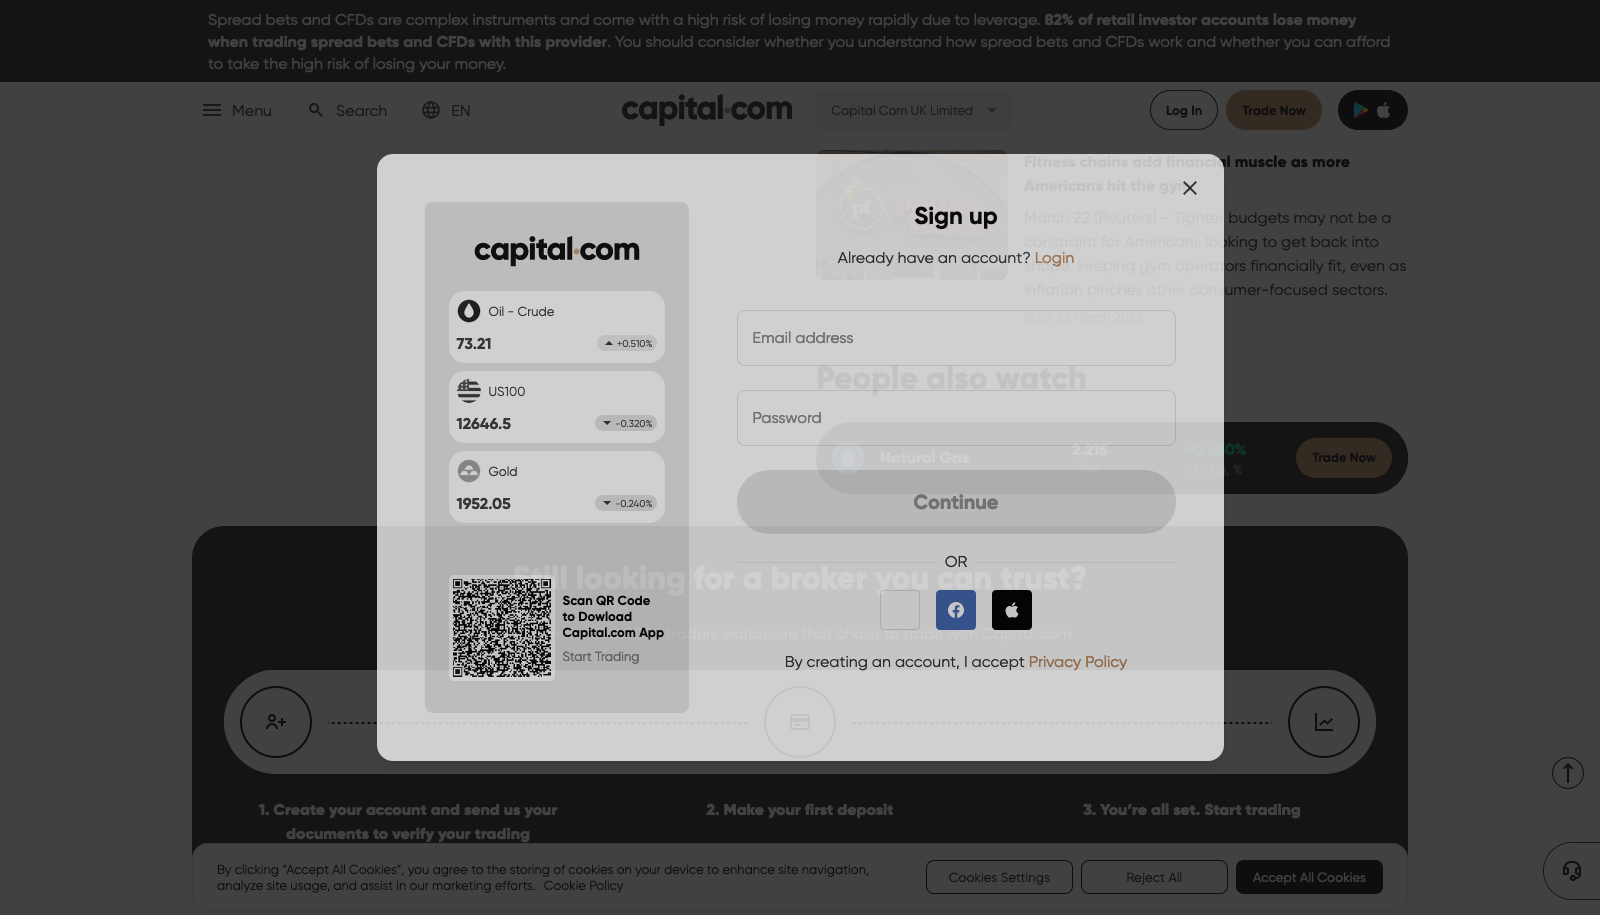 Spread bets and CFDs are complex instruments and come with a high risk of losing money rapidly due to leverage. 82% of retail investor accounts lose money
when trading spread bets and CFDs with this provider. You should consider whether you understand how spread bets and CFDs work and whether you can afford
to take the high risk of losing your money.
Menu
Search
EN
capital.com
Capital Com UK Limited
Log In
Trade Now
Fitness chains add financial muscle as more
Americans hit the gym
March 22 (Reuters) - Tighter budgets may not be a
constraint for Americans looking to get back into
shape, keeping gym operators financially fit, even as
inflation pinches other consumer-focused sectors.
15:07, 22 March 2023
People also watch
Natural Gas
2.215
Trade Now
Still looking for a broker you can trust?
traders worldwide that chose to trade with Capital.com
1. Create your account and send us your
documents to verify your trading
2. Make your first deposit
3. You're all set. Start trading
capital.com
Oil - Crude
73.21
+0.510%
US100
12646.5
-0.320%
Gold
1952.05
-0.240%
Scan QR Code
to Dowload
Capital.com App
Start Trading
Sign up
Already have an account? Login
Email address
Password
Continue
OR
By creating an account, I accept Privacy Policy
By clicking "Accept All Cookies", you agree to the storing of cookies on your device to enhance site navigation,
analyze site usage, and assist in our marketing efforts. Cookie Policy
Cookies Settings
Reject All
Accept All Cookies